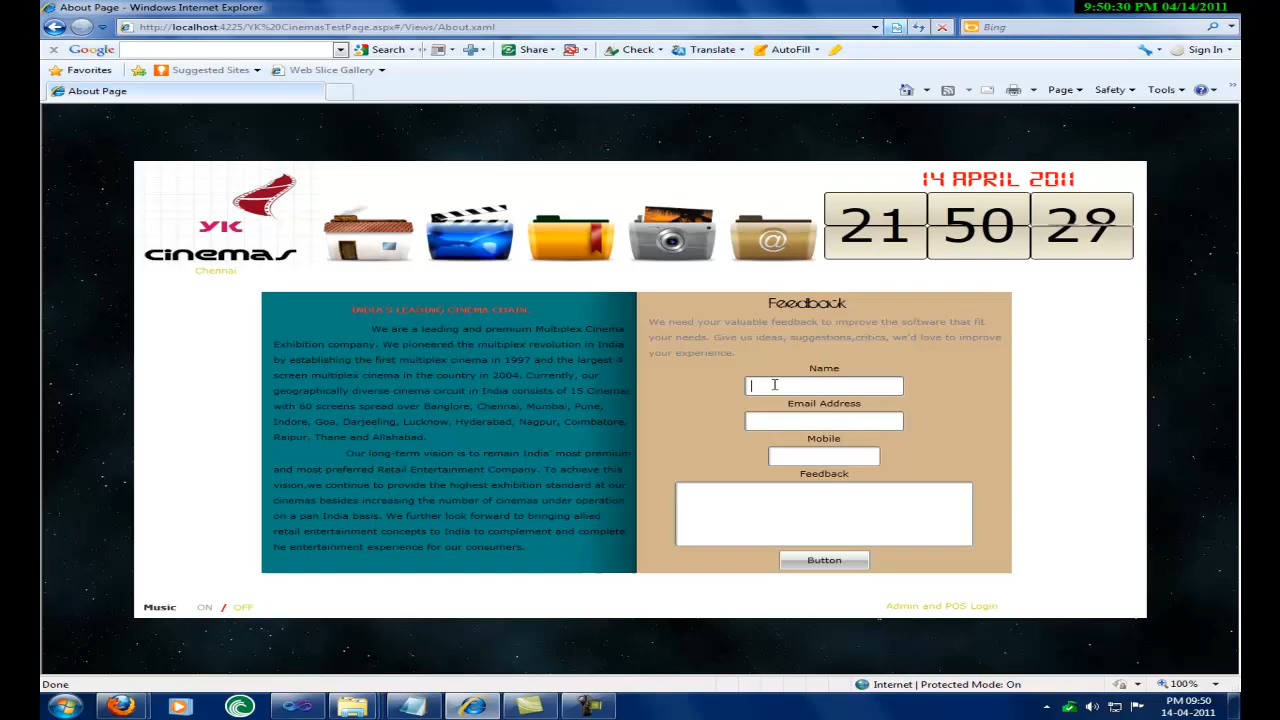 About Page - Windows Internet Explorer
9:50:30 PM 04/14/2011
http://localhost:4225/YK%20CinemasTestPage.aspx#/Views/About.xaml
Bing
Google
Search
Share
Check
Translate
AutoFill
Sign In
Favorites
Suggested Sites
Web Slice Gallery
About Page
Page
Safety
Tools
14 APRIL 2011
YK
cinemas
Chennai
21 50 29
INDIA'S LEADING CINEMA CHAIN.
We are a leading and premium Multiplex Cinema
Exhibition company. We pioneered the multiplex revolution in India
by establishing the first multiplex cinema in 1997 and the largest 4
screen multiplex cinema in the country in 2004. Currently, our
geographically diverse cinema circuit in India consists of 15 Cinemas
with 60 screens spread over Banglore, Chennai, Mumbai, Pune,
Indore, Goa, Darjeeling, Lucknow, Hyderabad, Nagpur, Coimbatore,
Raipur, Thane and Allahabad.
Our long-term vision is to remain India' most premium
and most preferred Retail Entertainment Company. To achieve this
vision,we continue to provide the highest exhibition standard at our
cinemas besides increasing the number of cinemas under operation
on a pan India basis. We further look forward to bringing allied
retail entertainment concepts to India to complement and complete
he entertainment experience for our consumers.
Feedback
We need your valuable feedback to improve the software that fit
your needs. Give us ideas, suggestions,critics, we'd love to improve
your experience.
Name
Email Address
Mobile
Feedback
Button
Music ON / OFF
Admin and POS Login
Done
Internet | Protected Mode: On
100%
PM 09:50
14-04-2011